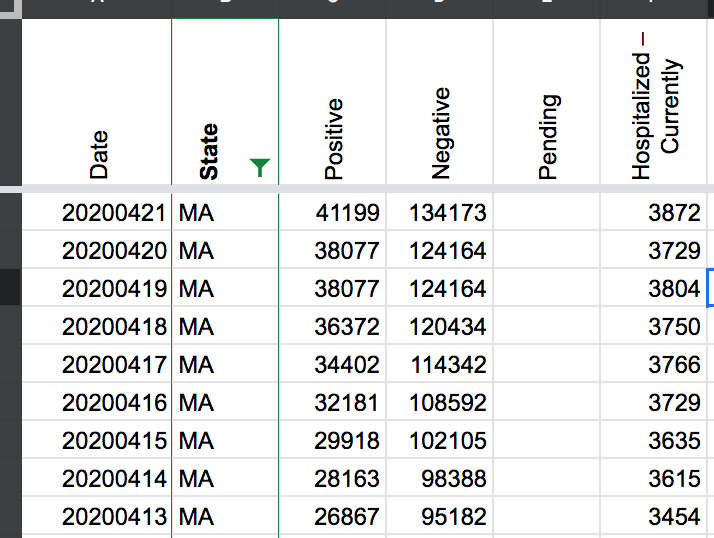 Date State Positive Negative Pending Hospitalized – Currently
20200421 MA 41199 134173 3872
20200420 MA 38077 124164 3729
20200419 MA 38077 124164 3804
20200418 MA 36372 120434 3750
20200417 MA 34402 114342 3766
20200416 MA 32181 108592 3729
20200415 MA 29918 102105 3635
20200414 MA 28163 98388 3615
20200413 MA 26867 95182 3454